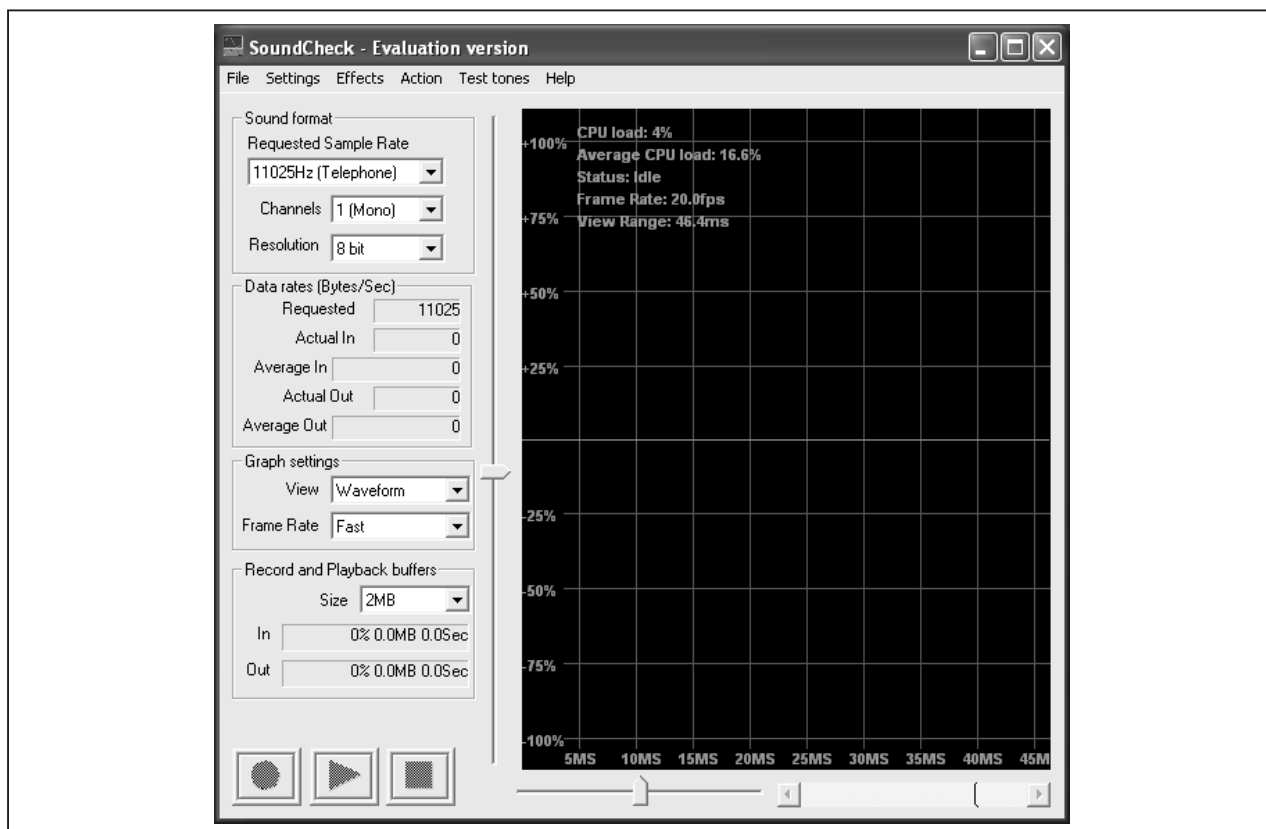 SoundCheck - Evaluation version
File Settings Effects Action Test tones Help
Sound format
Requested Sample Rate
11025Hz (Telephone)
Channels 1 (Mono)
Resolution 8 bit
Data rates (Bytes/Sec)
Requested 11025
Actual In 0
Average In 0
Actual Out 0
Average Out 0
Graph settings
View Waveform
Frame Rate Fast
Record and Playback buffers
Size 2MB
In 0% 0.0MB 0.0Sec
Out 0% 0.0MB 0.0Sec
CPU load: 4%
Average CPU load: 16.6%
Status: Idle
Frame Rate: 20.0fps
View Range: 46.4ms
+100%
+75%
+50%
+25%
-25%
-50%
-75%
-100%
5MS 10MS 15MS 20MS 25MS 30MS 35MS 40MS 45M